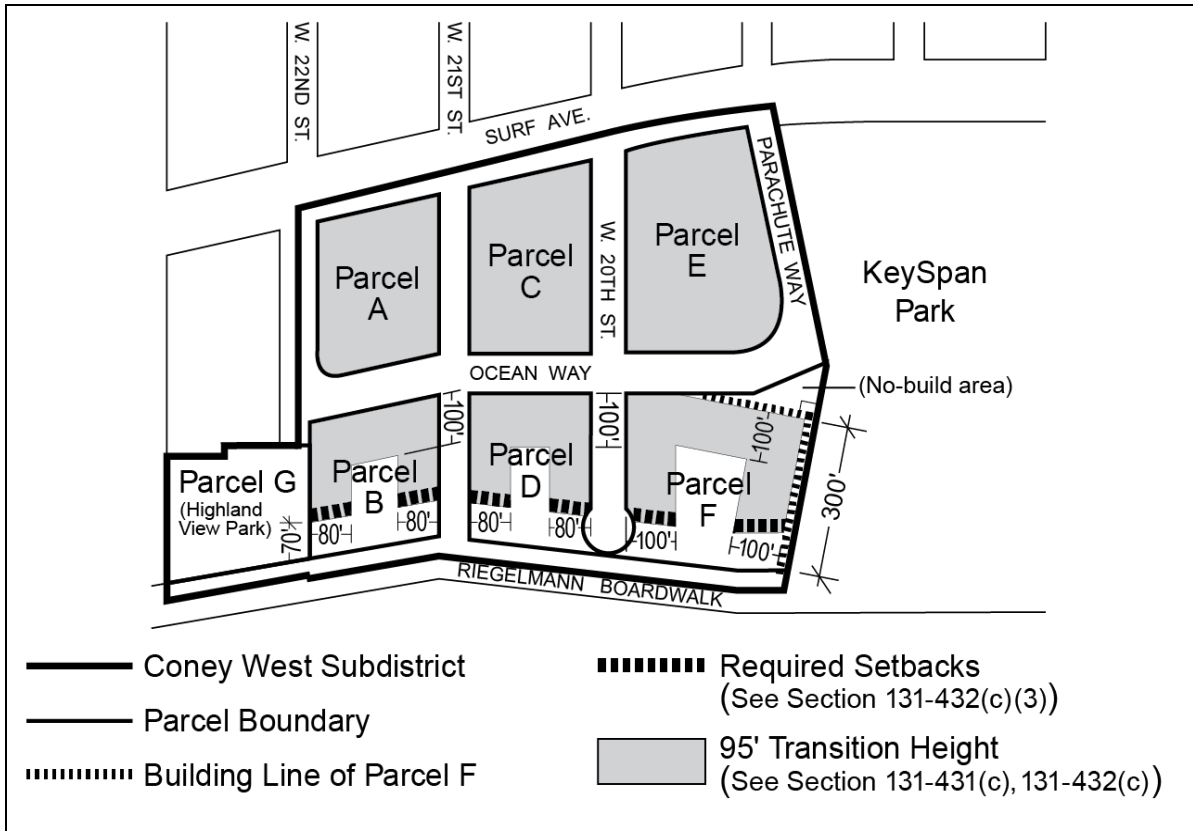 W. 22ND ST.
W. 21ST ST.
SURF AVE.
PARACHUTE WAY
Parcel
A
Parcel
C
W. 20TH ST.
Parcel
E
KeySpan
Park
OCEAN WAY
(No-build area)
100'
100'
100'
300'
Parcel G
(Highland
View Park)
70'
Parcel
B
80'
80'
Parcel
D
80'
80'
Parcel
F
100'
100'
RIEGELMANN BOARDWALK
Coney West Subdistrict
Parcel Boundary
Building Line of Parcel F
Required Setbacks
(See Section 131-432(c)(3))
95' Transition Height
(See Section 131-431(c), 131-432(c))